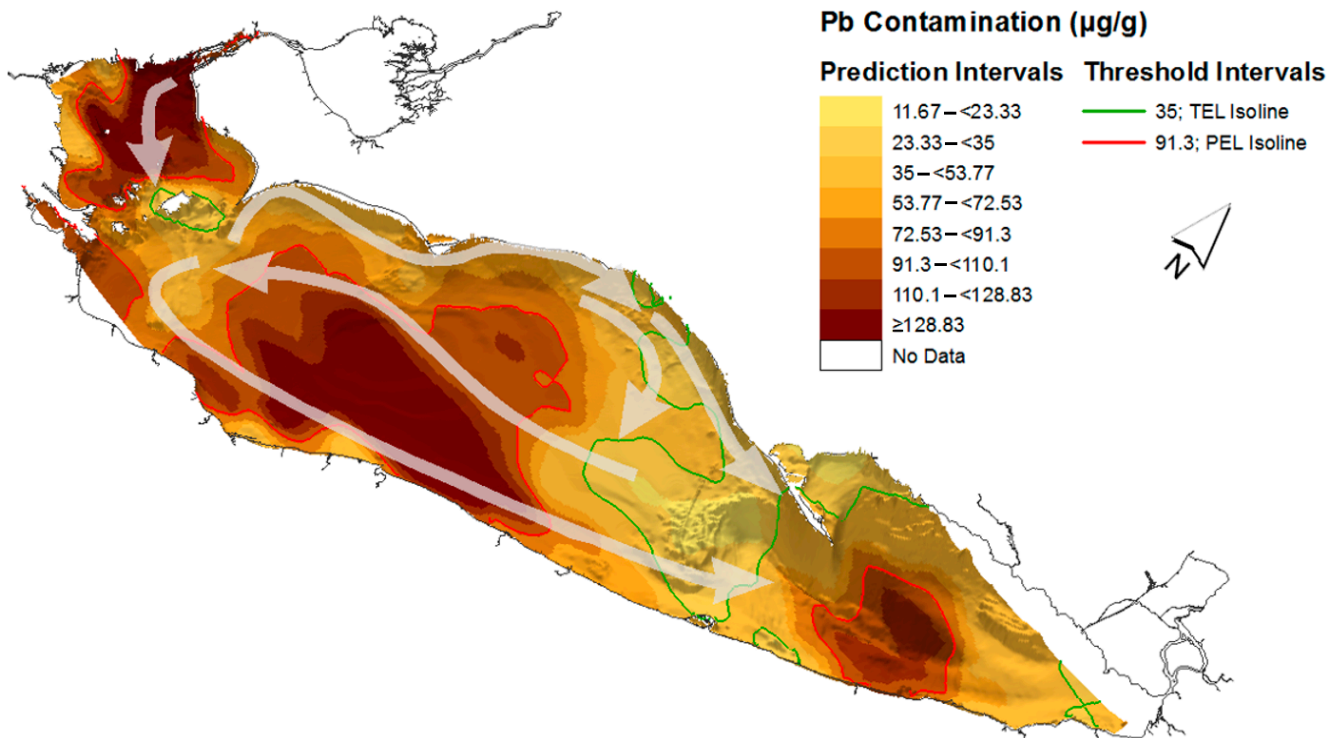 Pb Contamination (µg/g)
Prediction Intervals
11.67 – <23.33
23.33 – <35
35 – <53.77
53.77 – <72.53
72.53 – <91.3
91.3 – <110.1
110.1 – <128.83
≥128.83
No Data
Threshold Intervals
35; TEL Isoline
91.3; PEL Isoline
N